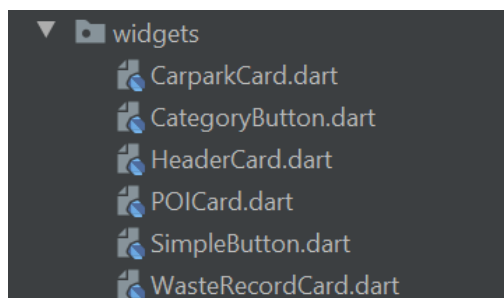 widgets
CarparkCard.dart
CategoryButton.dart
HeaderCard.dart
POICard.dart
SimpleButton.dart
WasteRecordCard.dart